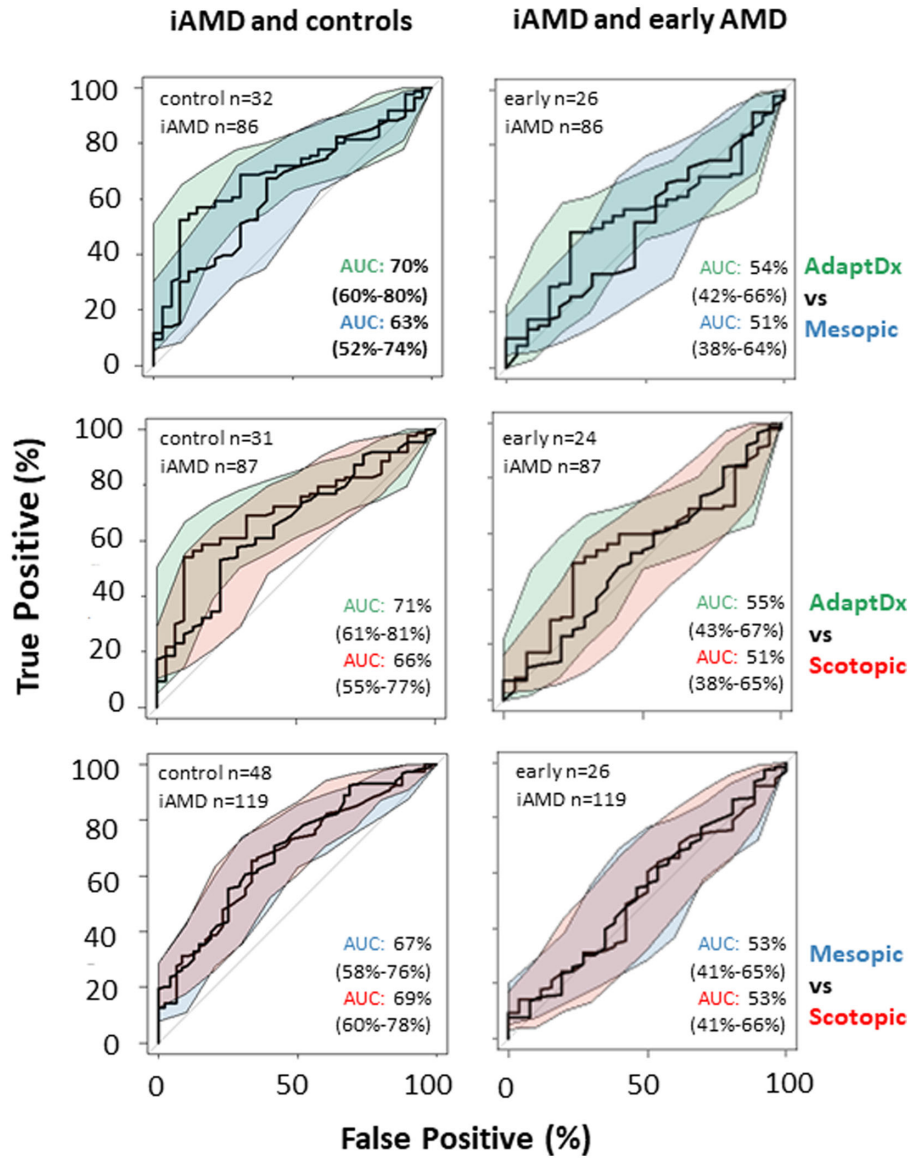 iAMD and controls
iAMD and early AMD
True Positive (%)
100
80
60
40
20
0
control n=32
iAMD n=86
AUC: 70%
(60%-80%)
AUC: 63%
(52%-74%)
early n=26
iAMD n=86
AUC: 54%
(42%-66%)
AUC: 51%
(38%-64%)
AdaptDx
vs
Mesopic
100
80
60
40
20
0
control n=31
iAMD n=87
AUC: 71%
(61%-81%)
AUC: 66%
(55%-77%)
early n=24
iAMD n=87
AUC: 55%
(43%-67%)
AUC: 51%
(38%-65%)
AdaptDx
vs
Scotopic
100
80
60
40
20
0
control n=48
iAMD n=119
AUC: 67%
(58%-76%)
AUC: 69%
(60%-78%)
early n=26
iAMD n=119
AUC: 53%
(41%-65%)
AUC: 53%
(41%-66%)
Mesopic
vs
Scotopic
0 50 100
0 50 100
False Positive (%)